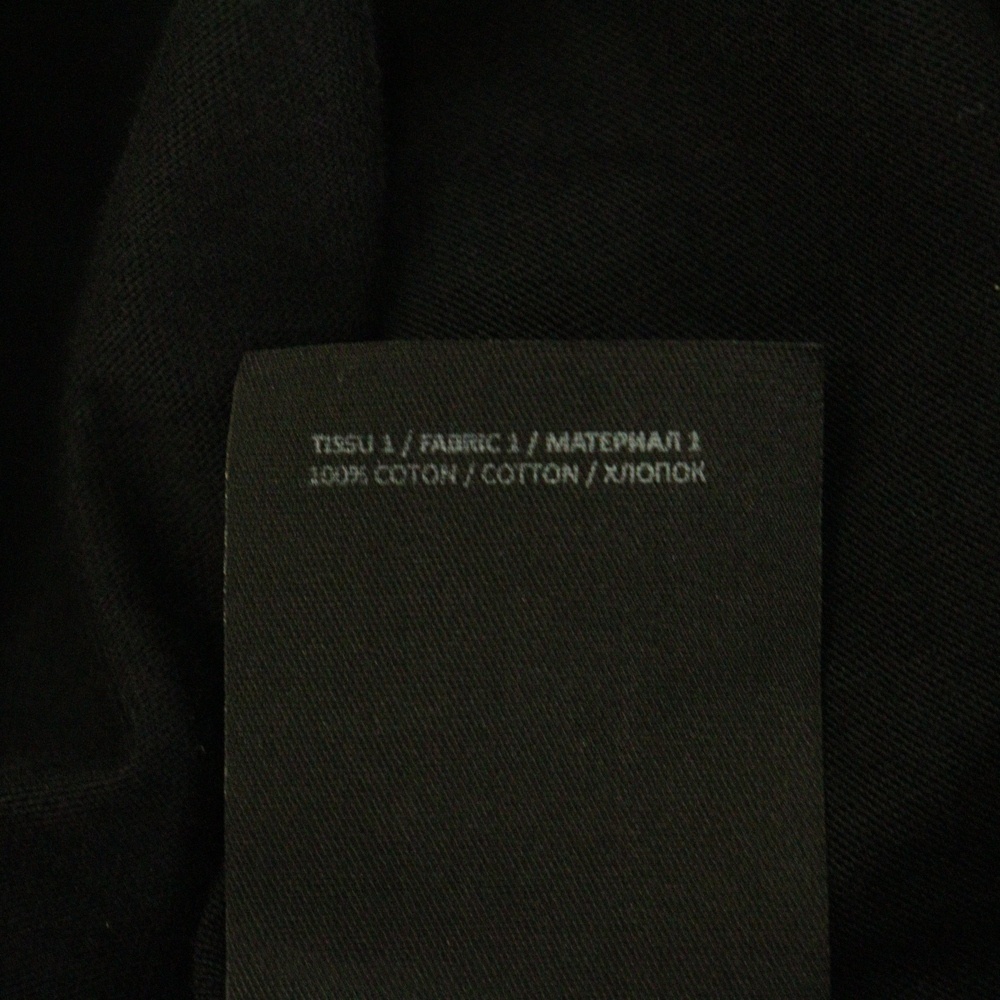 TISSU 1 / FABRIC 1 / МАТЕРИАЛ 1
100% COTON / COTTON / ХЛОПОК